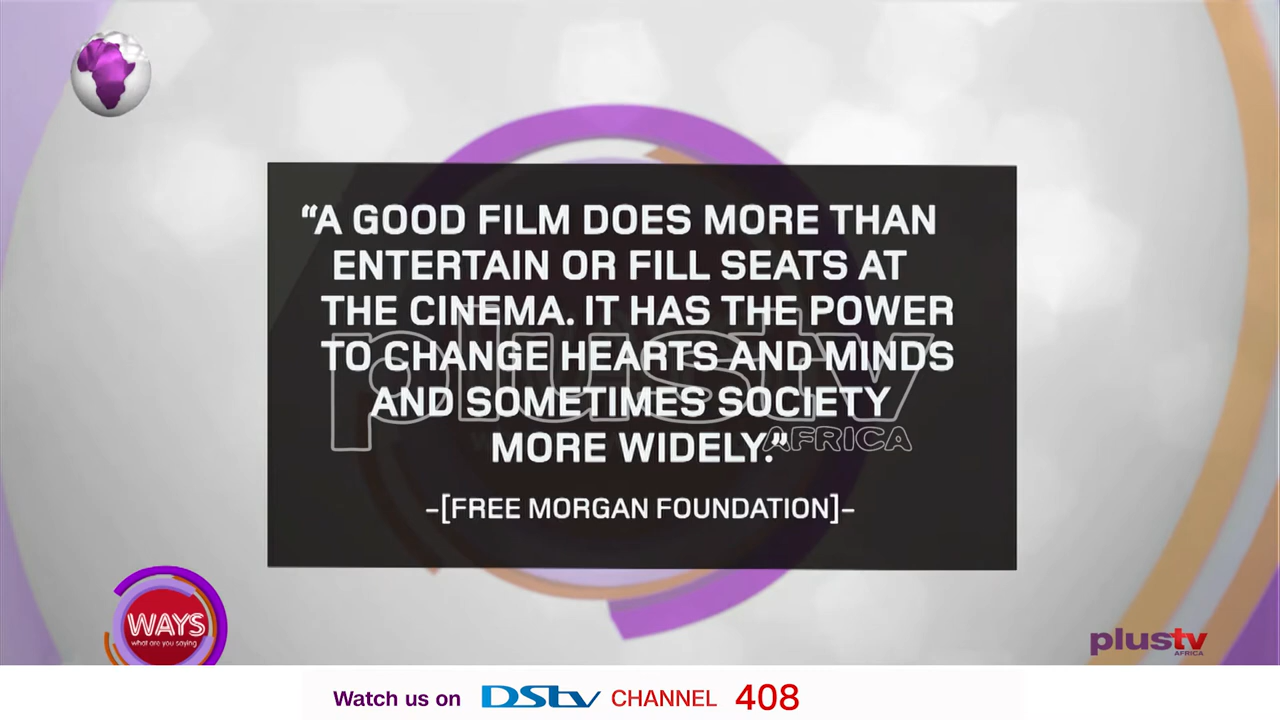 “A GOOD FILM DOES MORE THAN
ENTERTAIN OR FILL SEATS AT
THE CINEMA. IT HAS THE POWER
TO CHANGE HEARTS AND MINDS
AND SOMETIMES SOCIETY
MORE WIDELY.”
–[FREE MORGAN FOUNDATION]–
plustv
AFRICA
WAYS
what are you saying
plustv
AFRICA
Watch us on DStv CHANNEL 408